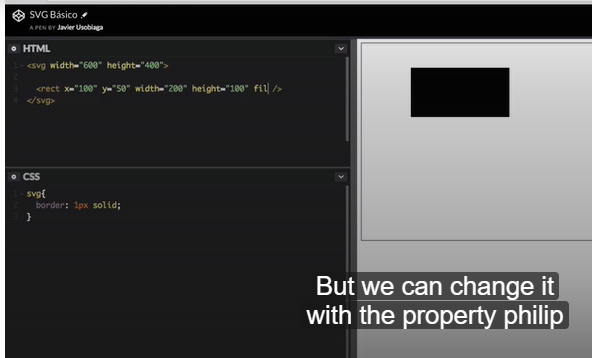 SVG Básico
A PEN BY Javier Usobiaga
HTML
1 <svg width="600" height="400">
2
3 <rect x="100" y="50" width="200" height="100" fil />
4 </svg>
CSS
1 svg{
2 border: 1px solid;
3 }
But we can change it
with the property philip